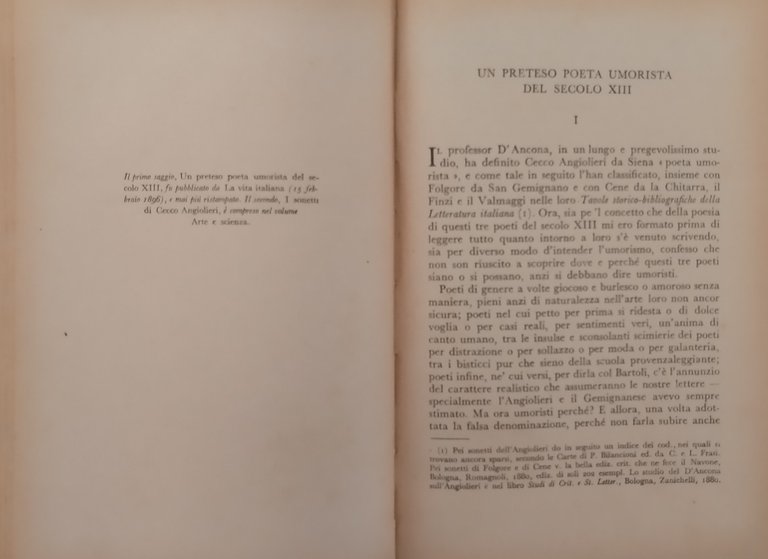 Il primo saggio, Un preteso poeta umorista del se-
colo XIII, fu pubblicato da La vita italiana (15 feb-
braio 1896), e mai più ristampato. Il secondo, I sonetti
di Cecco Angiolieri, è compreso nel volume
Arte e scienza.
UN PRETESO POETA UMORISTA
DEL SECOLO XIII
I
IL professor D'Ancona, in un lungo e pregevolissimo stu-
dio, ha definito Cecco Angiolieri da Siena « poeta umo-
rista », e come tale in seguito l'han classificato, insieme con
Folgore da San Gemignano e con Cene da la Chitarra, il
Finzi e il Valmaggi nelle loro Tavole storico-bibliografiche della
Letteratura italiana (1). Ora, sia pe 'l concetto che della poesia
di questi tre poeti del secolo XIII mi ero formato prima di
leggere tutto quanto intorno a loro s'è venuto scrivendo,
sia per diverso modo d'intender l'umorismo, confesso che
non son riuscito a scoprire dove e perché questi tre poeti
siano o si possano, anzi si debbano dire umoristi.
Poeti di genere a volte giocoso e burlesco o amoroso senza
maniera, pieni anzi di naturalezza nell'arte loro non ancor
sicura; poeti nel cui petto per prima si ridesta o di dolce
voglia o per casi reali, per sentimenti veri, un'anima di
canto umano, tra le insulse e sconsolanti scimierie dei poeti
per distrazione o per sollazzo o per moda o per galanteria,
tra i bisticci pur che sieno della scuola provenzaleggiante;
poeti infine, ne' cui versi, per dirla col Bartoli, c'è l'annunzio
del carattere realistico che assumeranno le nostre lettere —
specialmente l'Angiolieri e il Gemignanese avevo sempre
stimato. Ma ora umoristi perché? E allora, una volta adot-
tata la falsa denominazione, perché non farla subire anche
(1) Pei sonetti dell'Angiolieri do in seguito un indice dei cod., nei quali si
trovano ancora sparsi, secondo le Carte di P. Bilancioni ed. da C. e L. Frati.
Pei sonetti di Folgore e di Cene v. la bella ediz. crit. che ne fece il Navone,
Bologna, Romagnoli, 1880, ediz. di soli 202 esempl. Lo studio del D'Ancona
sull'Angiolieri è nel libro Studi di Crit. e St. Letter., Bologna, Zanichelli, 1880.